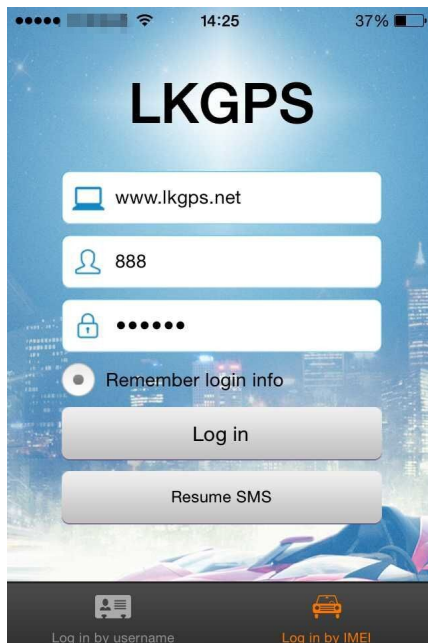 14:25
37%
LKGPS
www.lkgps.net
888
••••••
Remember login info
Log in
Resume SMS
Log in by username
Log in by IMEI